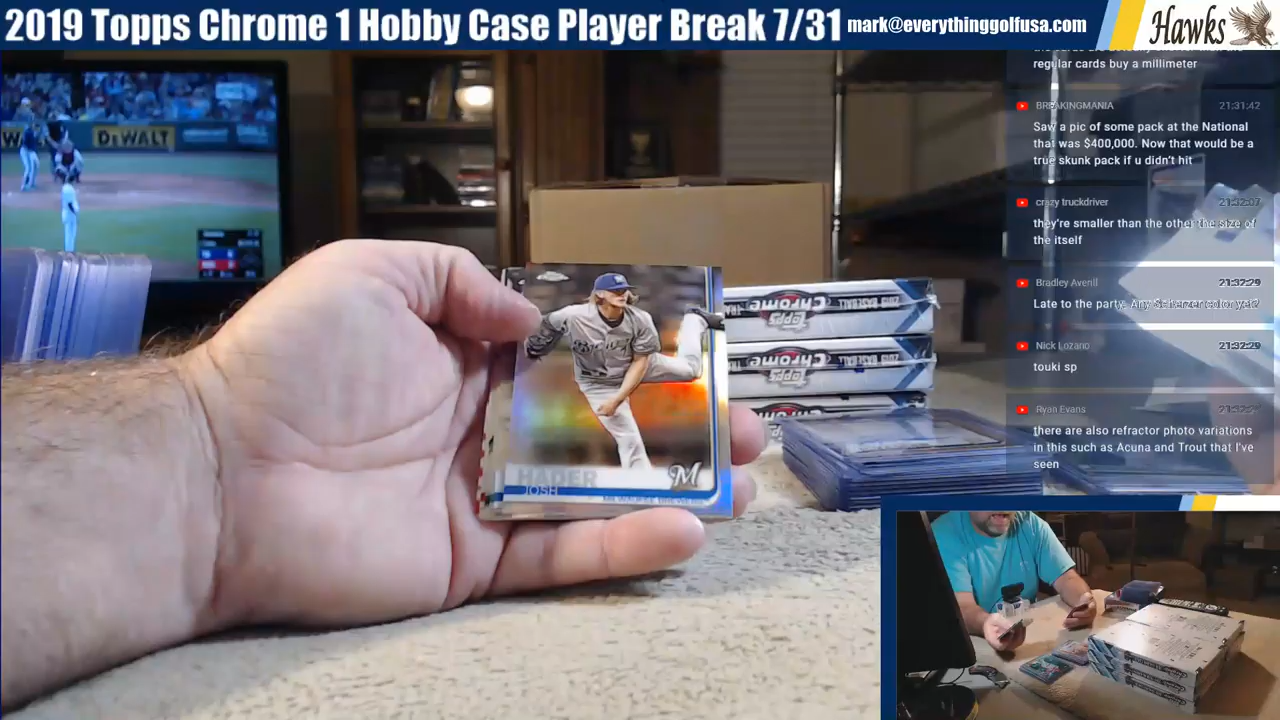 2019 Topps Chrome 1 Hobby Case Player Break 7/31
mark@everythinggolfusa.com
Hawks
regular cards buy a millimeter
BREAKINGMANIA 21:31:42
Saw a pic of some pack at the National
that was $400,000. Now that would be a
true skunk pack if u didn't hit
crazy truckdriver 21:32:07
they're smaller than the other the size of
the itself
Bradley Averill 21:32:29
Late to the party. Any Scherzer color yet?
Nick Lozano 21:32:29
touki sp
Ryan Evans
there are also refractor photo variations
in this such as Acuna and Trout that I've
seen
DEWALT
HADER
JOSH
M
Topps
Chrome
Topps
Chrome
Chrome